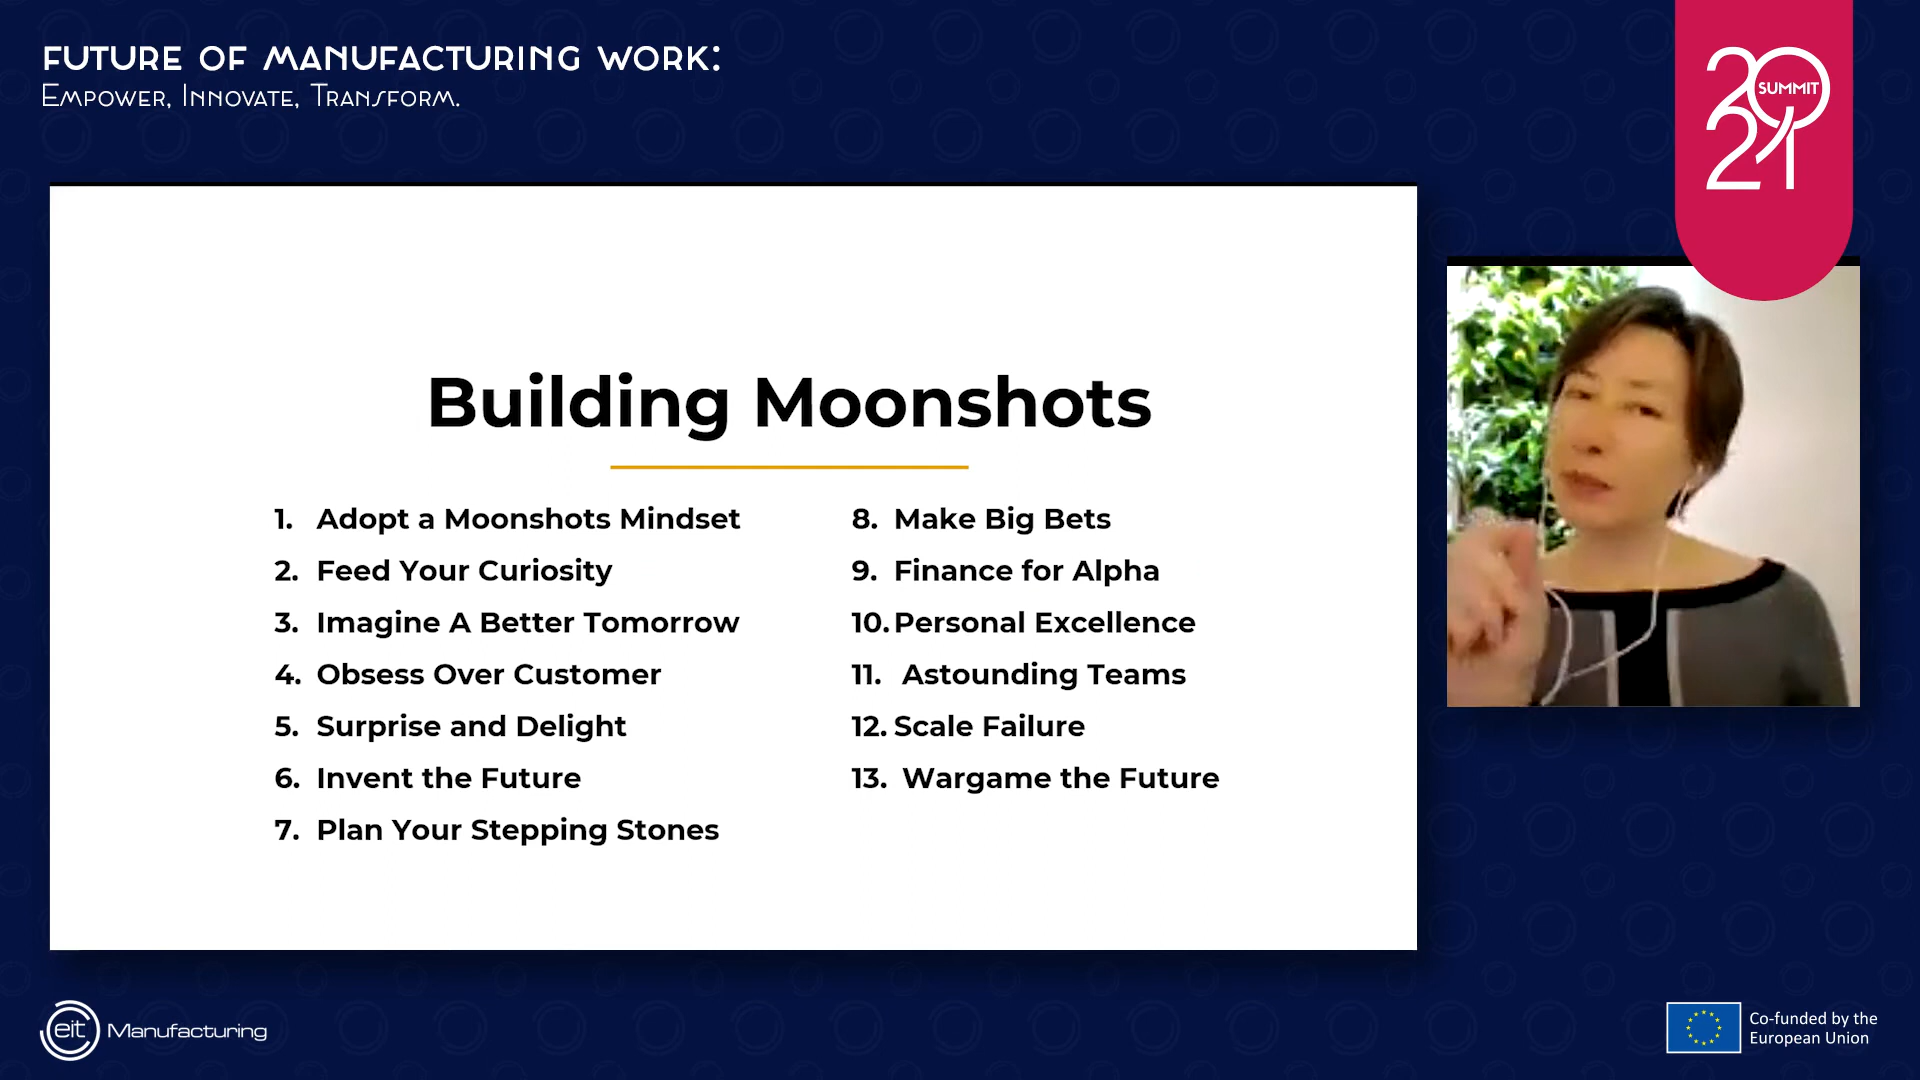 FUTURE OF MANUFACTURING WORK:
EMPOWER, INNOVATE, TRANSFORM.
20
SUMMIT
21
Building Moonshots
1. Adopt a Moonshots Mindset
2. Feed Your Curiosity
3. Imagine A Better Tomorrow
4. Obsess Over Customer
5. Surprise and Delight
6. Invent the Future
7. Plan Your Stepping Stones
8. Make Big Bets
9. Finance for Alpha
10. Personal Excellence
11. Astounding Teams
12. Scale Failure
13. Wargame the Future
eit Manufacturing
Co-funded by the
European Union